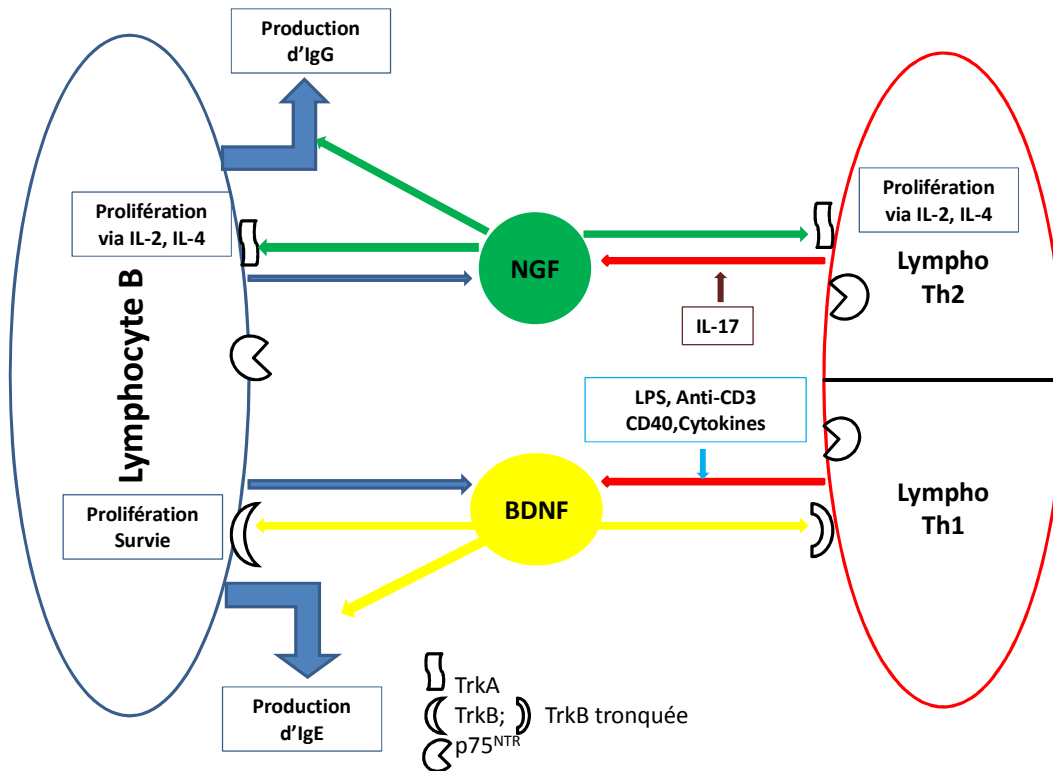 Production
d'IgG
Prolifération
via IL-2, IL-4
Lymphocyte B
NGF
Prolifération
via IL-2, IL-4
Lympho
Th2
IL-17
LPS, Anti-CD3
CD40,Cytokines
BDNF
Prolifération
Survie
Lympho
Th1
Production
d'IgE
TrkA
TrkB; TrkB tronquée
p75NTR